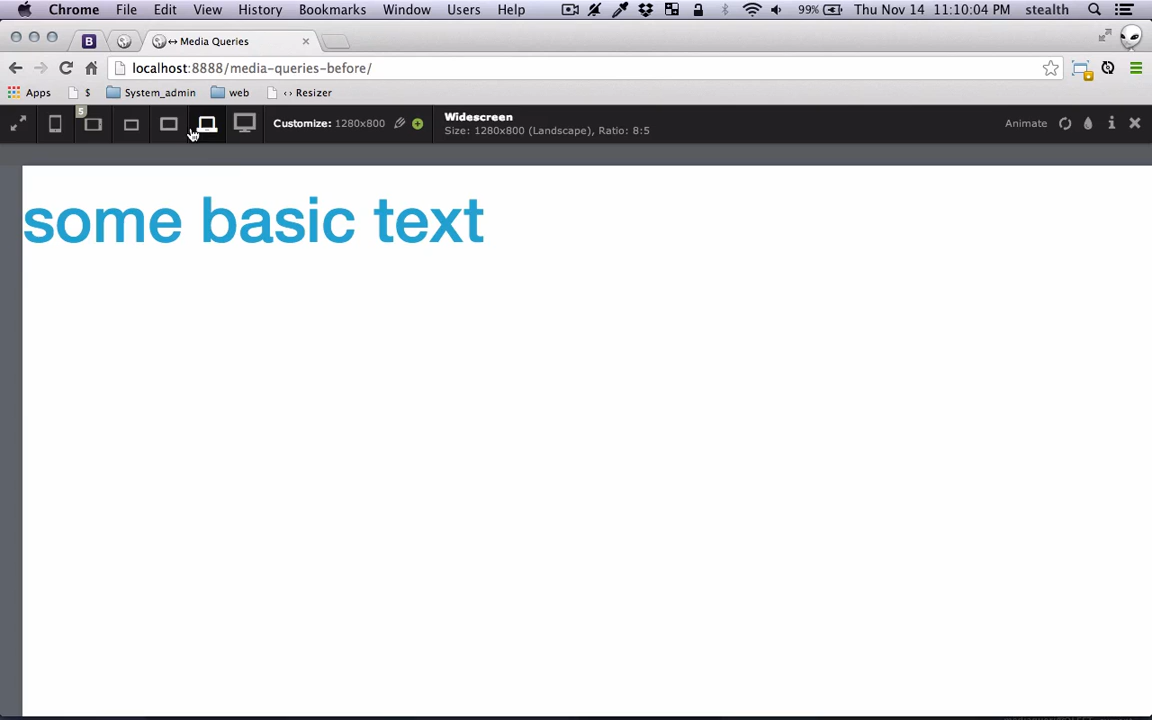 Chrome File Edit View History Bookmarks Window Users Help 99% Thu Nov 14 11:10:04 PM stealth
B ↔ Media Queries ×
localhost:8888/media-queries-before/
Apps $ System_admin web ‹› Resizer
5 Customize: 1280x800 Widescreen Animate
Size: 1280x800 (Landscape), Ratio: 8:5
some basic text